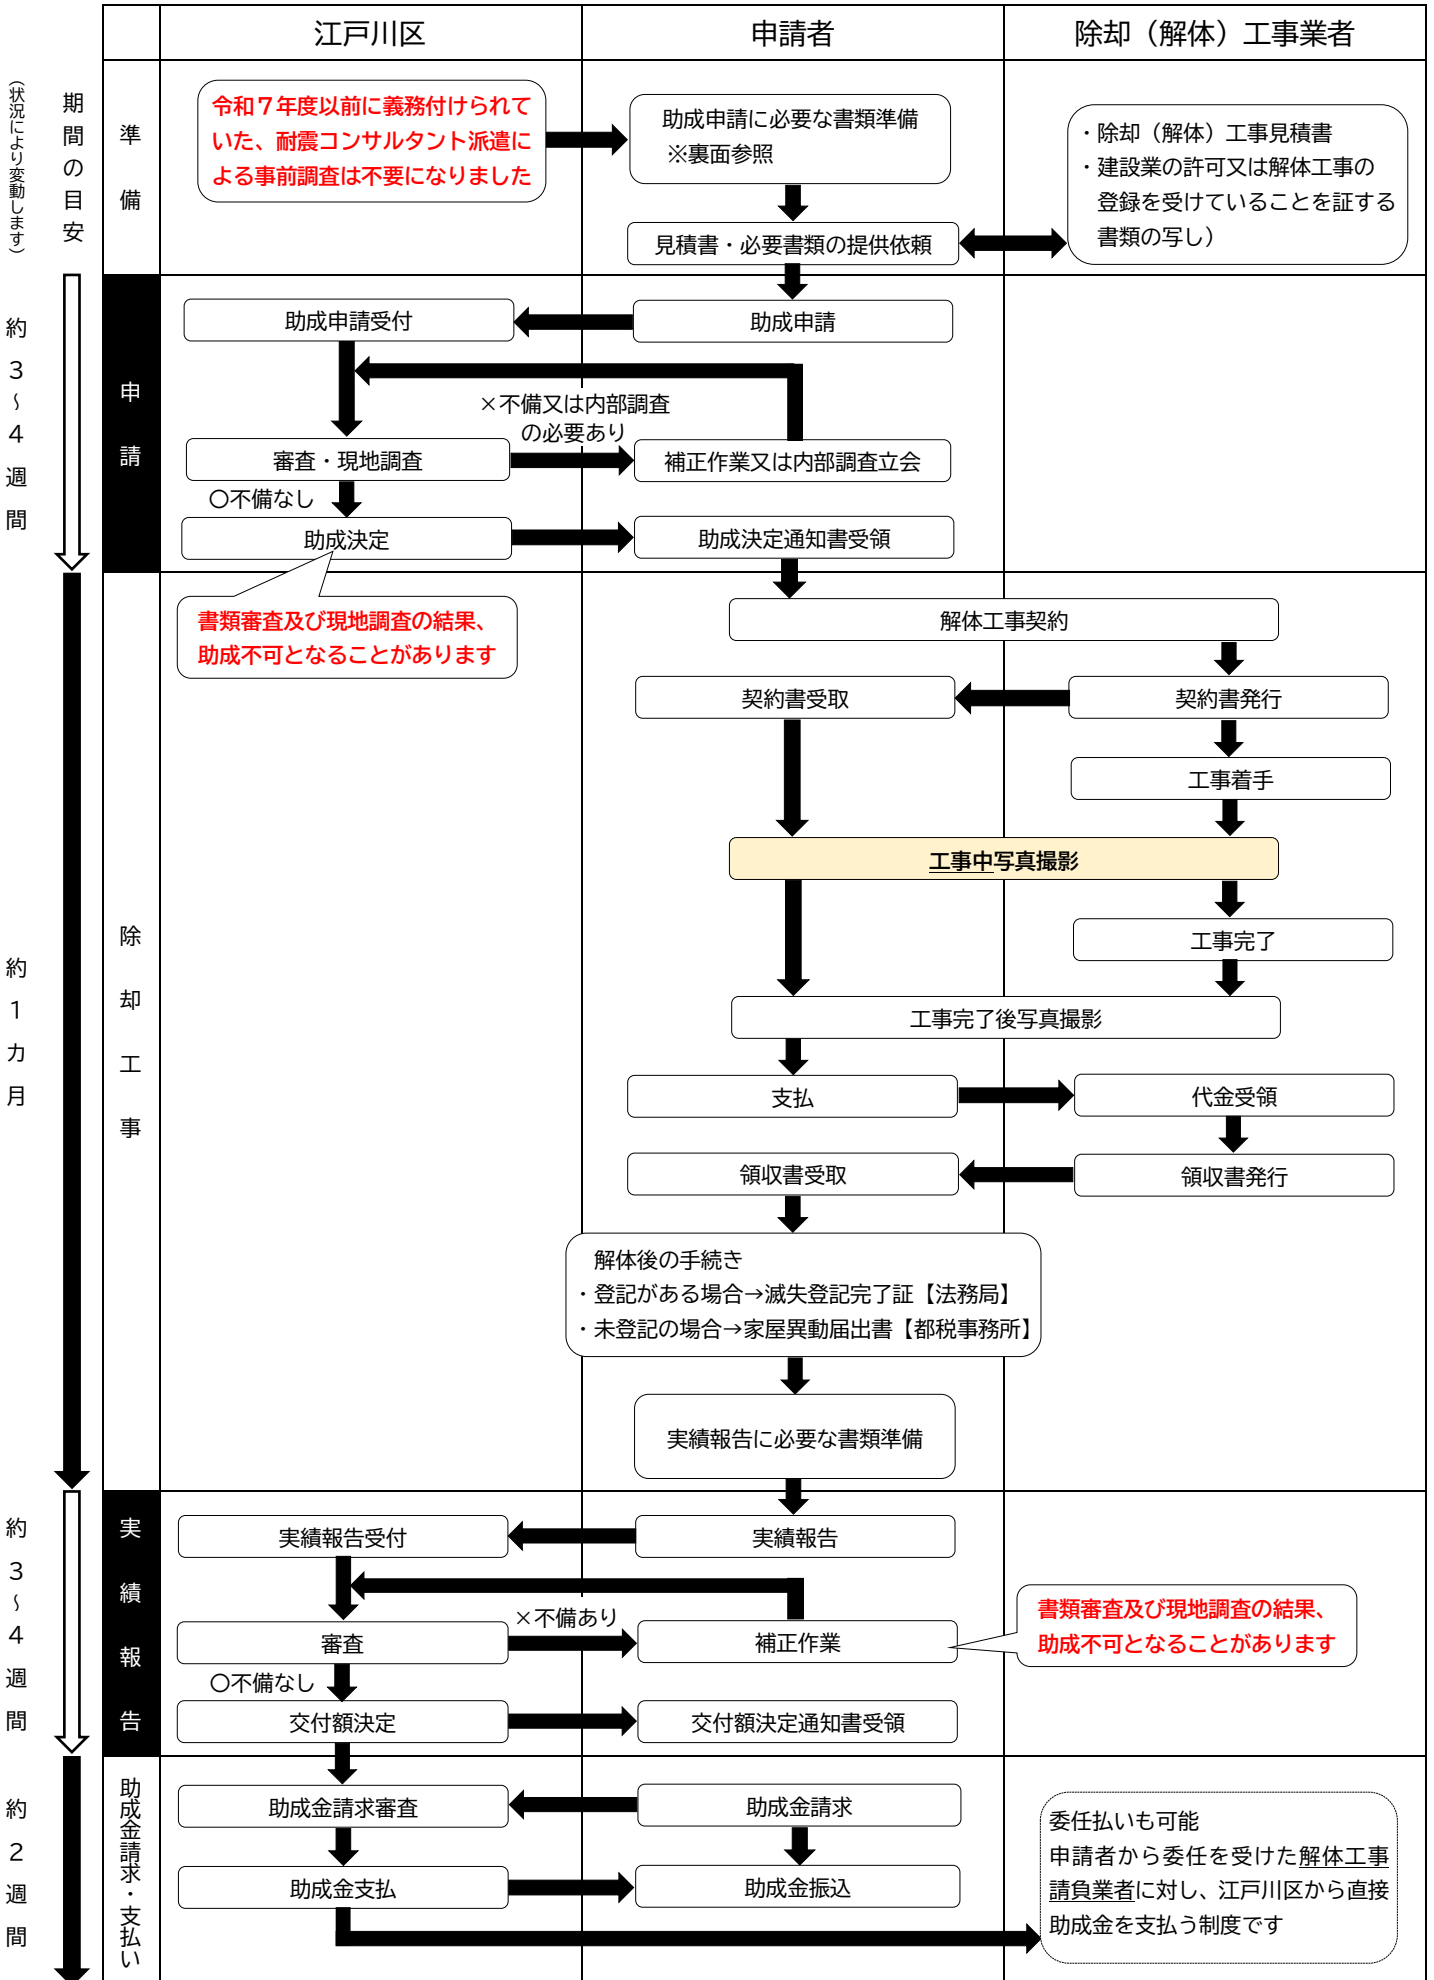 江戸川区
申請者
除却（解体）工事業者
（状況により変動します）
期間の目安
準備
令和７年度以前に義務付けられて
いた、耐震コンサルタント派遣に
よる事前調査は不要になりました
助成申請に必要な書類準備
※裏面参照
・除却（解体）工事見積書
・建設業の許可又は解体工事の
登録を受けていることを証する
書類の写し）
見積書・必要書類の提供依頼
約３～４週間
申請
助成申請受付
助成申請
×不備又は内部調査
の必要あり
審査・現地調査
補正作業又は内部調査立会
〇不備なし
助成決定
助成決定通知書受領
書類審査及び現地調査の結果、
助成不可となることがあります
約１カ月
除却工事
解体工事契約
契約書受取
契約書発行
工事着手
工事中写真撮影
工事完了
工事完了後写真撮影
支払
代金受領
領収書受取
領収書発行
解体後の手続き
・登記がある場合→滅失登記完了証【法務局】
・未登記の場合→家屋異動届出書【都税事務所】
実績報告に必要な書類準備
約３～４週間
実績報告
実績報告受付
実績報告
×不備あり
審査
補正作業
書類審査及び現地調査の結果、
助成不可となることがあります
〇不備なし
交付額決定
交付額決定通知書受領
約２週間
助成金請求・支払い
助成金請求審査
助成金請求
助成金支払
助成金振込
委任払いも可能
申請者から委任を受けた解体工事
請負業者に対し、江戸川区から直接
助成金を支払う制度です